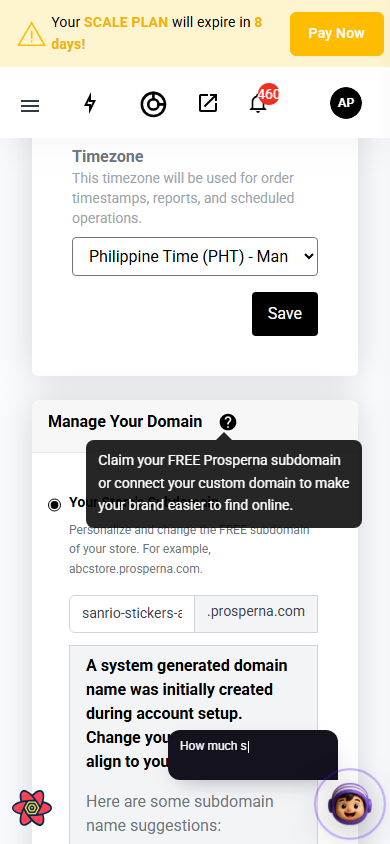 Your SCALE PLAN will expire in 8
days!
Pay Now
460
AP
Timezone
This timezone will be used for order
timestamps, reports, and scheduled
operations.
Philippine Time (PHT) - Man
Save
Manage Your Domain
?
Claim your FREE Prosperna subdomain
or connect your custom domain to make
your brand easier to find online.
Personalize and change the FREE subdomain
of your store. For example,
abcstore.prosperna.com.
sanrio-stickers-a
.prosperna.com
A system generated domain
name was initially created
during account setup.
Change you
align to you
How much s
Here are some subdomain
name suggestions: